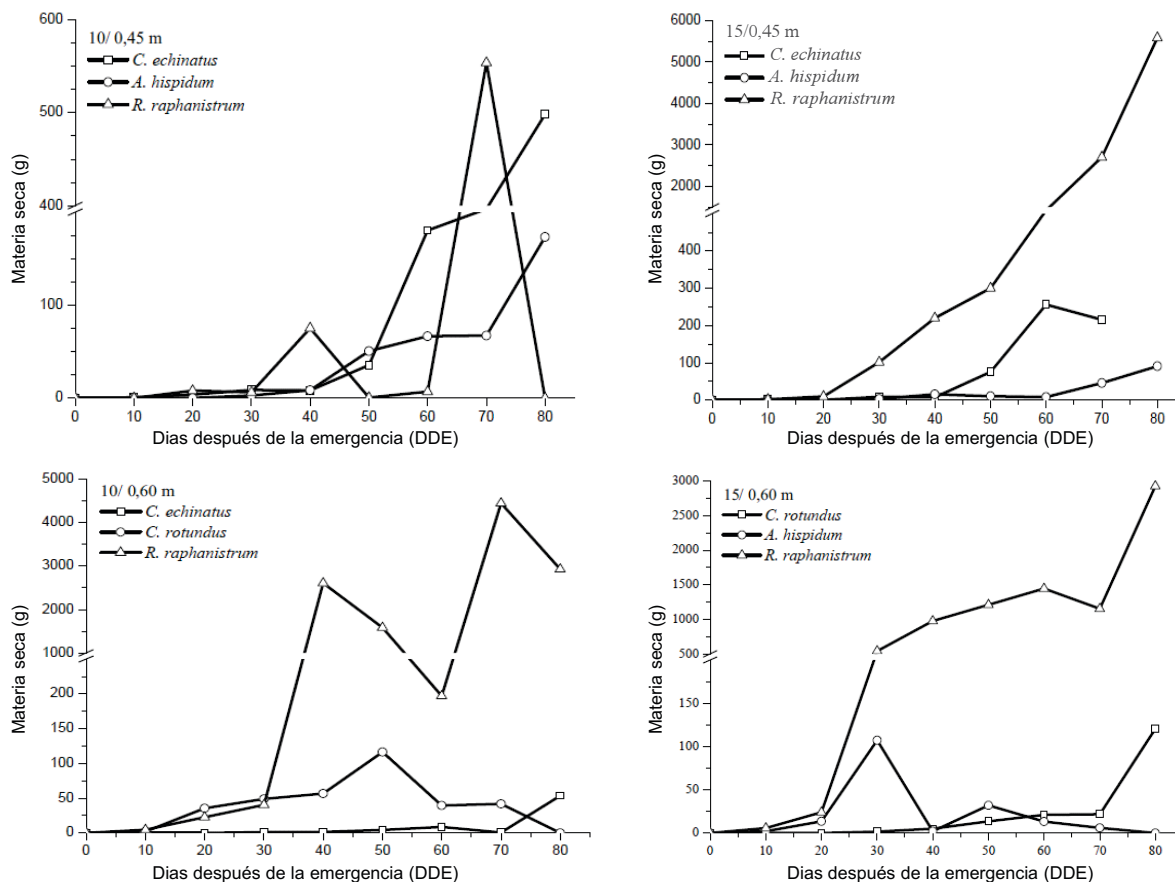 10/ 0,45 m
C. echinatus
A. hispidum
R. raphanistrum
Materia seca (g)
600
500
400
100
0
0 10 20 30 40 50 60 70 80
Dias después de la emergencia (DDE)
15/0,45 m
C. echinatus
A. hispidum
R. raphanistrum
Materia seca (g)
6000
5000
4000
3000
2000
400
300
200
100
0
0 10 20 30 40 50 60 70 80
Dias después de la emergencia (DDE)
10/ 0,60 m
C. echinatus
C. rotundus
R. raphanistrum
Materia seca (g)
5000
4000
3000
2000
1000
200
150
100
50
0
0 10 20 30 40 50 60 70 80
Dias después de la emergencia (DDE)
15/ 0,60 m
C. rotundus
A. hispidum
R. raphanistrum
Materia seca (g)
3000
2500
2000
1500
1000
500
150
100
50
0
0 10 20 30 40 50 60 70 80
Dias después de la emergencia (DDE)